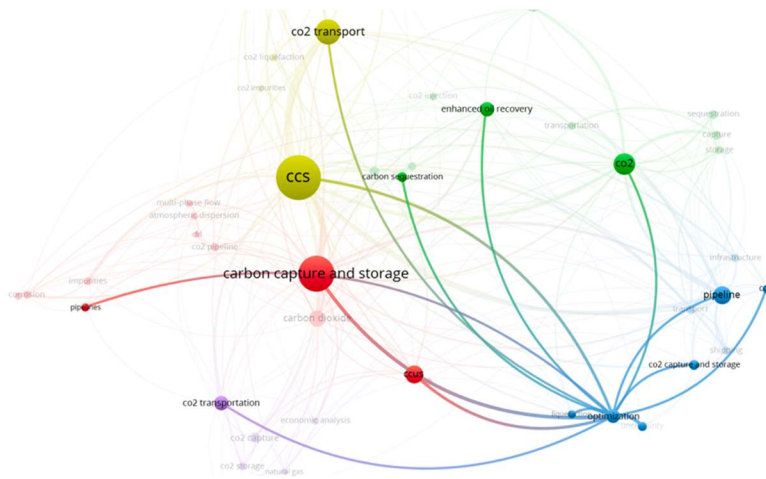 co2 transport
co2 liquefaction
co2 impurities
co2 injection
enhanced oil recovery
sequestration
transportation
capture
storage
co2
ccs
carbon sequestration
multi-phase flow
atmospheric dispersion
co2 pipeline
infrastructure
carbon capture and storage
impurities
corrosion
pipeline
pipelines
transport
carbon dioxide
shipping
co2 capture and storage
ccus
co2 transportation
optimization
economic analysis
co2 capture
co2 storage
natural gas